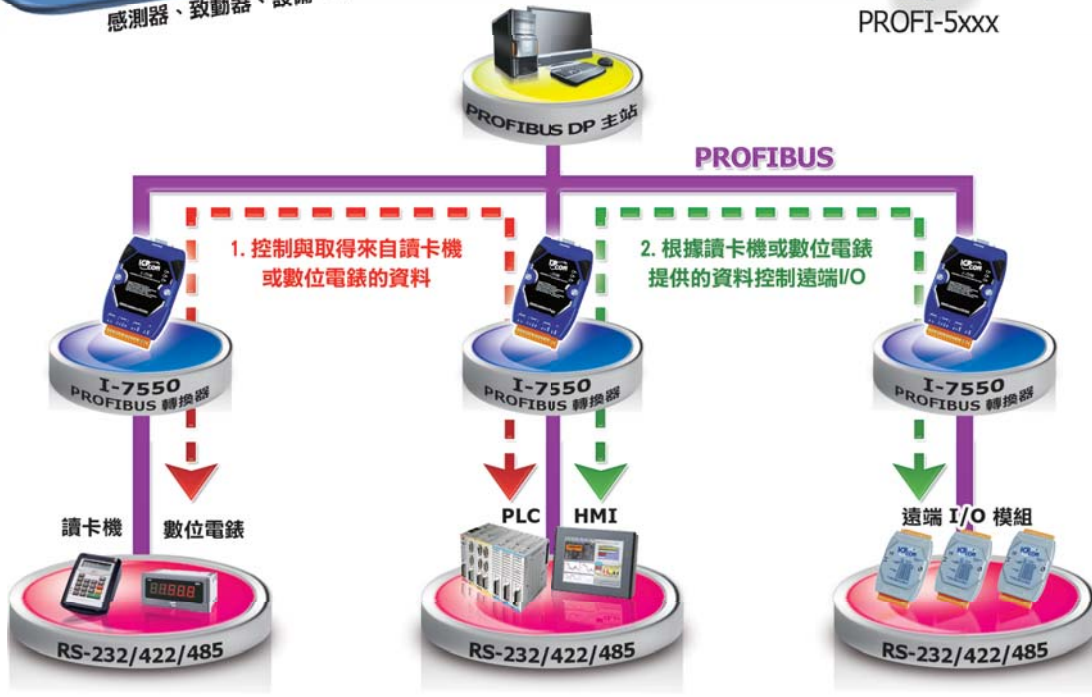 感測器、致動器、設備
PROFI-5xxx
PROFIBUS DP 主站
PROFIBUS
1. 控制與取得來自讀卡機
或數位電錶的資料
2. 根據讀卡機或數位電錶
提供的資料控制遠端I/O
I-7550
PROFIBUS 轉換器
I-7550
PROFIBUS 轉換器
I-7550
PROFIBUS 轉換器
讀卡機
數位電錶
PLC
HMI
遠端 I/O 模組
RS-232/422/485
RS-232/422/485
RS-232/422/485